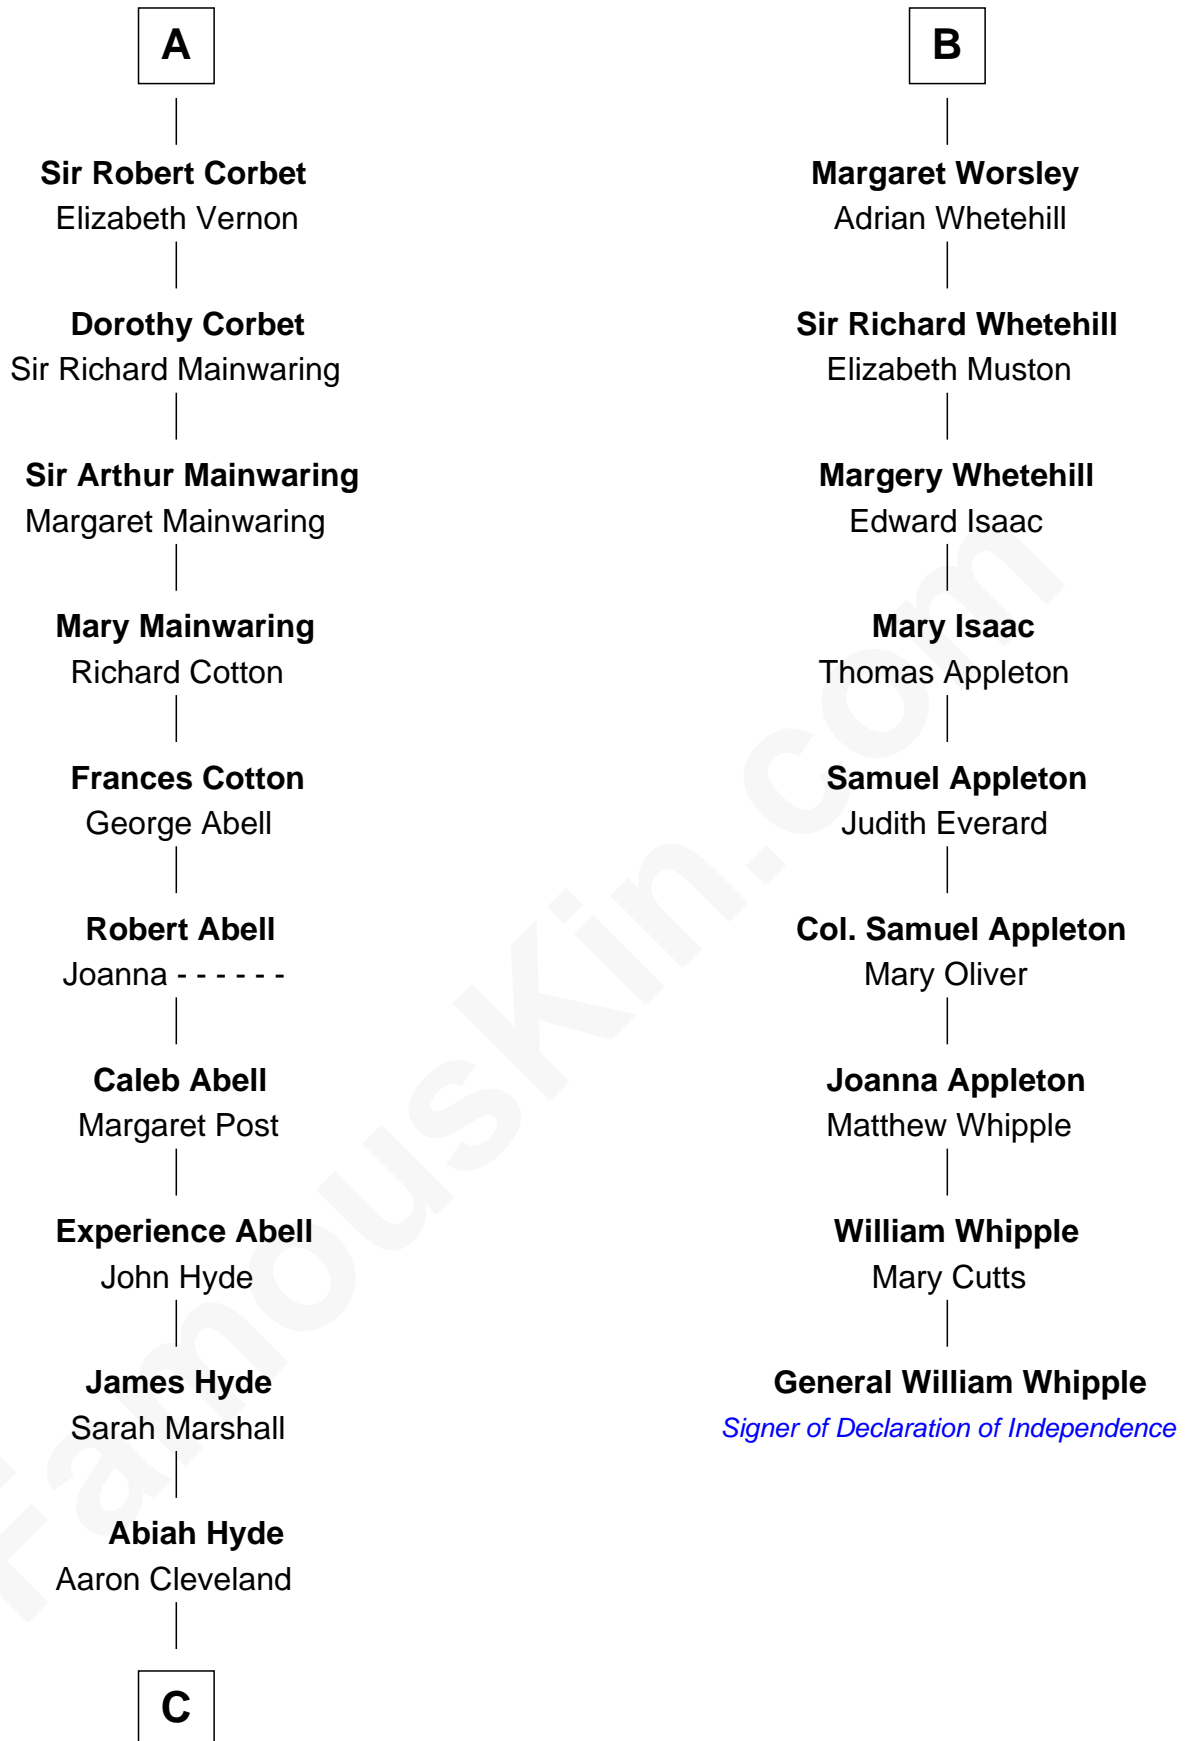 A
Sir Robert Corbet
Elizabeth Vernon
Dorothy Corbet
Sir Richard Mainwaring
Sir Arthur Mainwaring
Margaret Mainwaring
Mary Mainwaring
Richard Cotton
Frances Cotton
George Abell
Robert Abell
Joanna - - - - - -
Caleb Abell
Margaret Post
Experience Abell
John Hyde
James Hyde
Sarah Marshall
Abiah Hyde
Aaron Cleveland
C
B
Margaret Worsley
Adrian Whetehill
Sir Richard Whetehill
Elizabeth Muston
Margery Whetehill
Edward Isaac
Mary Isaac
Thomas Appleton
Samuel Appleton
Judith Everard
Col. Samuel Appleton
Mary Oliver
Joanna Appleton
Matthew Whipple
William Whipple
Mary Cutts
General William Whipple
Signer of Declaration of Independence
FamousKin.com